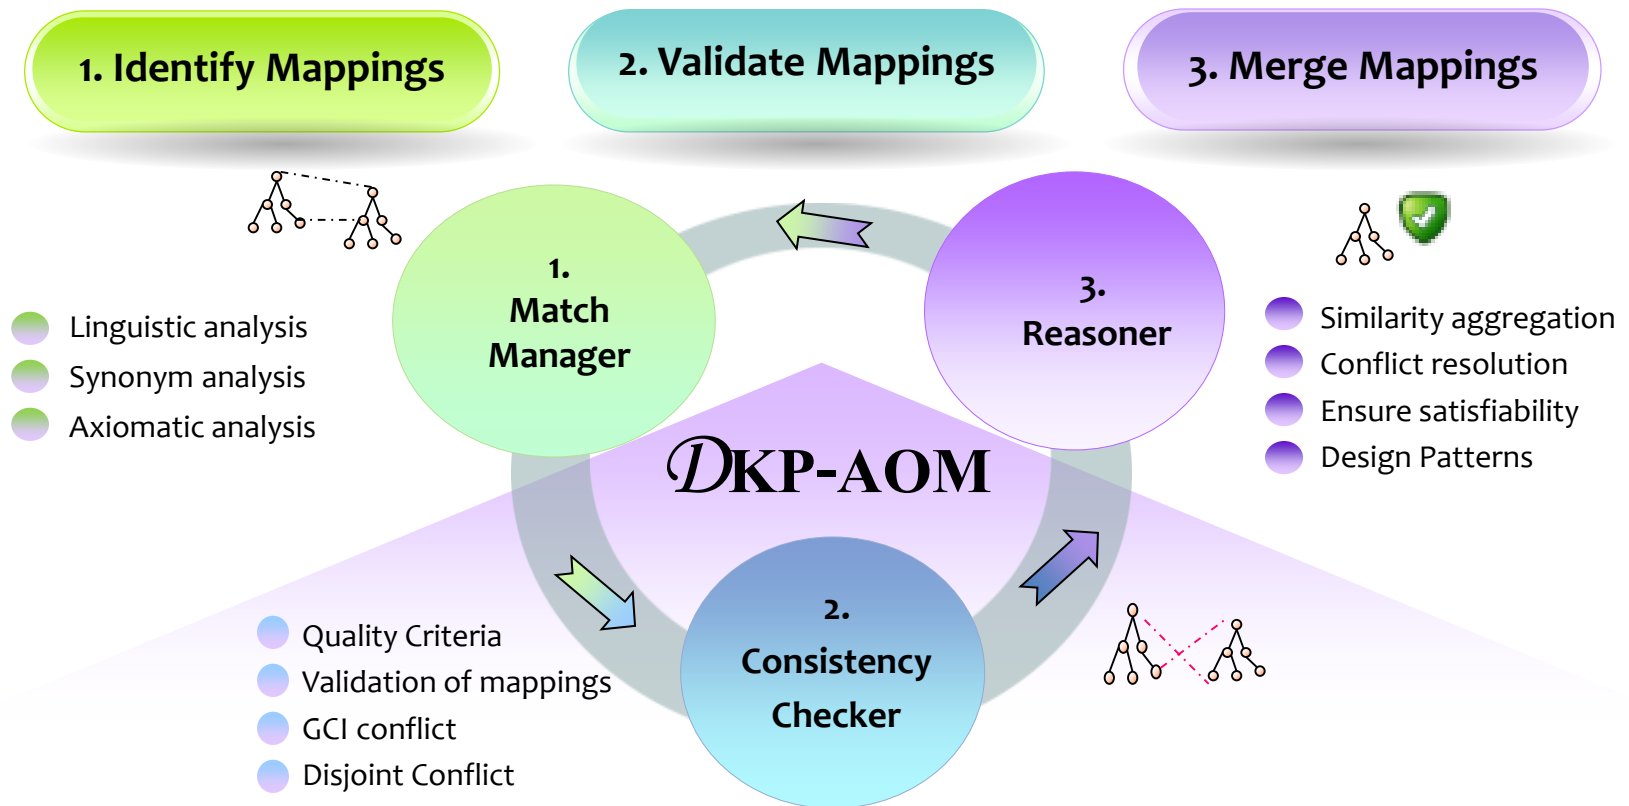 1. Identify Mappings
2. Validate Mappings
3. Merge Mappings
1.
Match
Manager
3.
Reasoner
Linguistic analysis
Synonym analysis
Axiomatic analysis
Similarity aggregation
Conflict resolution
Ensure satisfiability
Design Patterns
DKP-AOM
2.
Consistency
Checker
Quality Criteria
Validation of mappings
GCI conflict
Disjoint Conflict